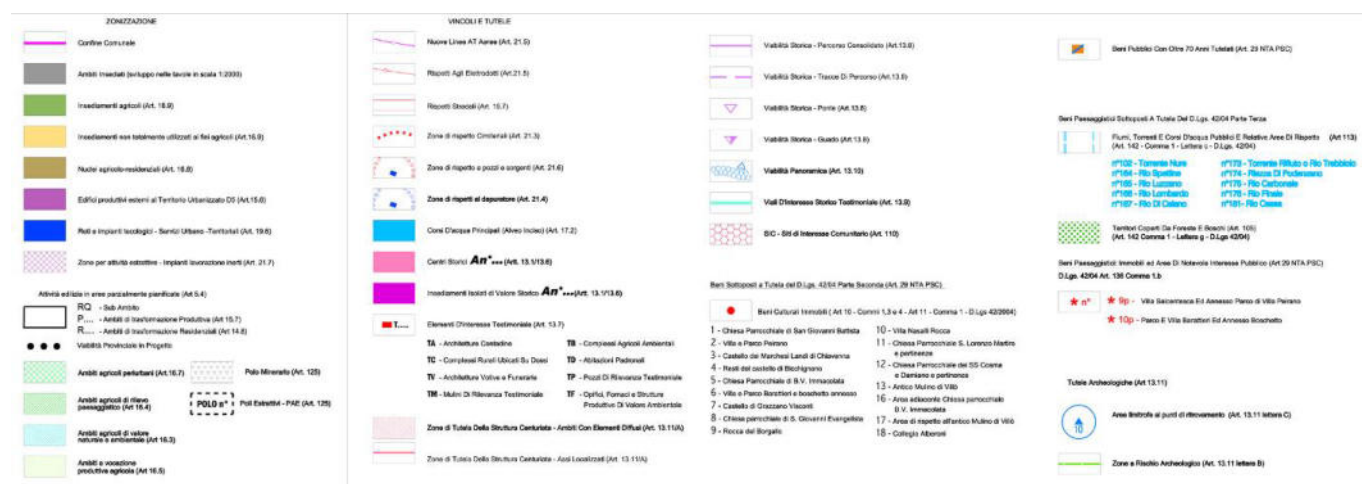 ZONIZZAZIONE
Confine Comunale
Ambiti Insediati (sviluppo nelle tavole in scala 1:2000)
Insediamenti agricoli (Art. 16.9)
Insediamenti non totalmente utilizzati ai fini agricoli (Art.16.9)
Nuclei agricolo-residenziali (Art. 16.8)
Edifici produttivi esterni al Territorio Urbanizzato D5 (Art.15.6)
Reti e impianti tecologici - Servizi Urbano -Territoriali (Art. 19.6)
Zone per attività estrattive - Impianti lavorazione inerti (Art. 21.7)
Attività edilizie in aree parzialmente pianificate (Art 5.4)
RQ - Sub Ambito
P.... - Ambiti di trasformazione Produttiva (Art 15.7)
R.... - Ambiti di trasformazione Residenziali (Art 14.6)
Viabilità Provinciale in Progetto
Ambiti agricoli periurbani (Art.16.7)
Polo Minerario (Art. 125)
Ambiti agricoli di rilievo
paesaggistico (Art 16.4)
POLO n°
Poli Estrattivi - PAE (Art. 125)
Ambiti agricoli di valore
naturale e ambientale (Art 16.3)
Ambiti a vocazione
produttiva agricola (Art 16.5)
VINCOLI E TUTELE
Nuove Linee AT Aeree (Art. 21.5)
Rispetti Agli Elettrodotti (Art.21.5)
Rispetti Stradali (Art. 15.7)
Zone di rispetto Cimiteriali (Art. 21.3)
Zone di rispetto a pozzi e sorgenti (Art. 21.6)
Zone di rispetti al depuratore (Art. 21.4)
Corsi D'acqua Principali (Alveo Inciso) (Art. 17.2)
Centri Storici An*... (Artt. 13.1/13.6)
Insediamenti Isolati di Valore Storico An*... (Art. 13.1/13.6)
T.... Elementi D'interesse Testimoniale (Art. 13.7)
TA - Architetture Castellane
TC - Complessi Rurali Ubicati Su Dossi
TV - Architetture Votive e Funerarie
TM - Mulini Di Rilevanza Testimoniale
TB - Complessi Agricoli Ambientali
TD - Abitazioni Padronali
TP - Pozzi Di Rilevanza Testimoniale
TF - Opifici, Fornaci e Strutture
Produttive Di Valore Ambientale
Zone di Tutela Della Struttura Centuriata - Ambiti Con Elementi Diffusi (Art. 13.11/A)
Zone di Tutela Della Struttura Centuriata - Assi Localizzati (Art. 13.11/A)
Viabilità Storica - Percorso Consolidato (Art.13.8)
Viabilità Storica - Tracce Di Percorso (Art.13.8)
Viabilità Storica - Ponte (Art.13.8)
Viabilità Storica - Guado (Art 13.8)
Viabilità Panoramica (Art. 13.10)
Viali D'Interesse Storico Testimoniale (Art. 13.9)
SIC - Siti di Interesse Comunitario (Art. 110)
Beni Sottoposti a Tutela del D.Lgs. 42/04 Parte Seconda (Art. 29 NTA PSC)
Beni Culturali Immobili (Art 10 - Commi 1,3 e 4 - Art 11 - Comma 1 - D.Lgs 42/2004)
1 - Chiesa Parrocchiale di San Giovanni Battista
2 - Villa e Parco Peirano
3 - Castello dei Marchesi Landi di Chiavenna
4 - Resti del castello di Bicchignano
5 - Chiesa Parrocchiale di B.V. Immacolata
6 - Villa e Parco Barattieri e boschetto annesso
7 - Castello di Grazzano Visconti
8 - Chiesa parrochiale di S. Giovanni Evangelista
9 - Rocca del Borgallo
10 - Villa Nasalli Rocca
11 - Chiesa Parrocchiale S. Lorenzo Martire
e pertinenze
12 - Chiesa Parrocchiale dei SS Cosma
e Damiano e pertinenze
13 - Antico Mulino di Villò
16 - Area adiacente Chiesa parrocchiale
B.V. Immacolata
17 - Area di rispetto all'antico Mulino di Villò
18 - Collegio Alberoni
Beni Pubblici Con Oltre 70 Anni Tutelati (Art. 29 NTA PSC)
Beni Paesaggistici Sottoposti A Tutela Del D.Lgs. 42/04 Parte Terza
Fiumi, Torrenti E Corsi D'acqua Pubblici E Relative Aree Di Rispetto (Art 113)
(Art. 142 - Comma 1 - Lettera c - D.Lgs. 42/04)
n°102 - Torrente Nure
n°164 - Rio Spettine
n°165 - Rio Luzzano
n°166 - Rio Lombardo
n°167 - Rio Di Caiano
n°173 - Torrente Rifiuto o Rio Trebbiolo
n°174 - Riazza Di Podenzano
n°175 - Rio Carbonale
n°176 - Rio Finale
n°181 - Rio Cassa
Territori Coperti Da Foreste E Boschi (Art. 105)
(Art. 142 Comma 1 - Lettera g - D.Lgs 42/04)
Beni Paesaggistici: Immobili ed Aree Di Notevole Interesse Pubblico (Art 29 NTA PSC)
D.Lgs. 42/04 Art. 136 Comma 1.b
n°
9p - Villa Seicentesca Ed Annesso Parco di Villa Peirano
10p - Parco E Villa Barattieri Ed Annesso Boschetto
Tutele Archeologiche (Art 13.11)
10
Aree limitrofe ai punti di ritrovamento (Art. 13.11 lettera C)
Zone a Rischio Archeologico (Art. 13.11 lettera B)